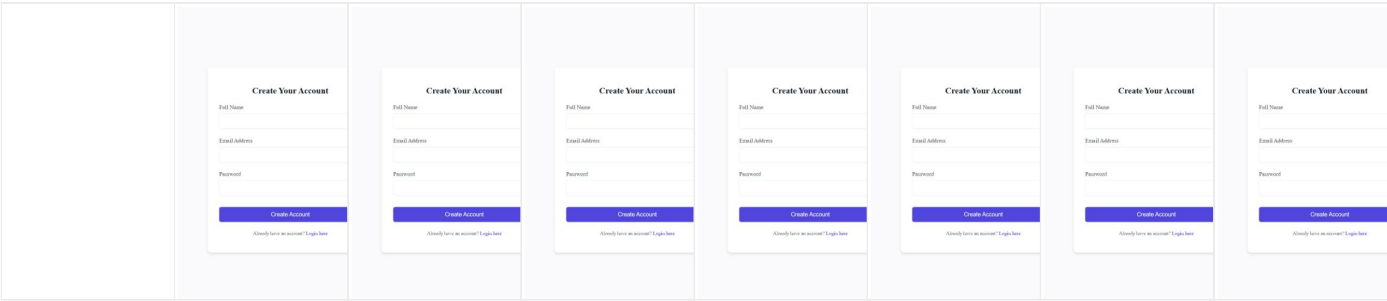 Create Your Account
Full Name
Email Address
Password
Create Account
Already have an account? Login here
Create Your Account
Full Name
Email Address
Password
Create Account
Already have an account? Login here
Create Your Account
Full Name
Email Address
Password
Create Account
Already have an account? Login here
Create Your Account
Full Name
Email Address
Password
Create Account
Already have an account? Login here
Create Your Account
Full Name
Email Address
Password
Create Account
Already have an account? Login here
Create Your Account
Full Name
Email Address
Password
Create Account
Already have an account? Login here
Create Your Account
Full Name
Email Address
Password
Create Account
Already have an account? Login here